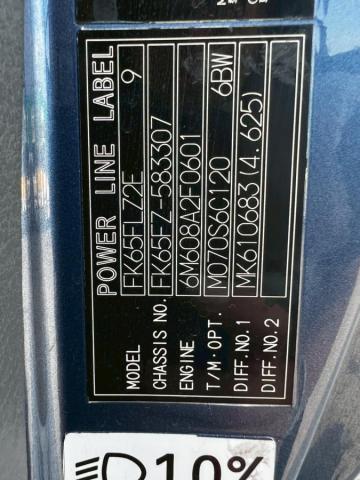 POWER LINE LABEL
MODEL FK65FLZ2E 9
CHASSIS NO. FK65FZ-583307
ENGINE 6M608A2F0601
T/M·OPT. M070S6C120 6BW
DIFF.NO.1 MK610683(4.625)
DIFF.NO.2
10%